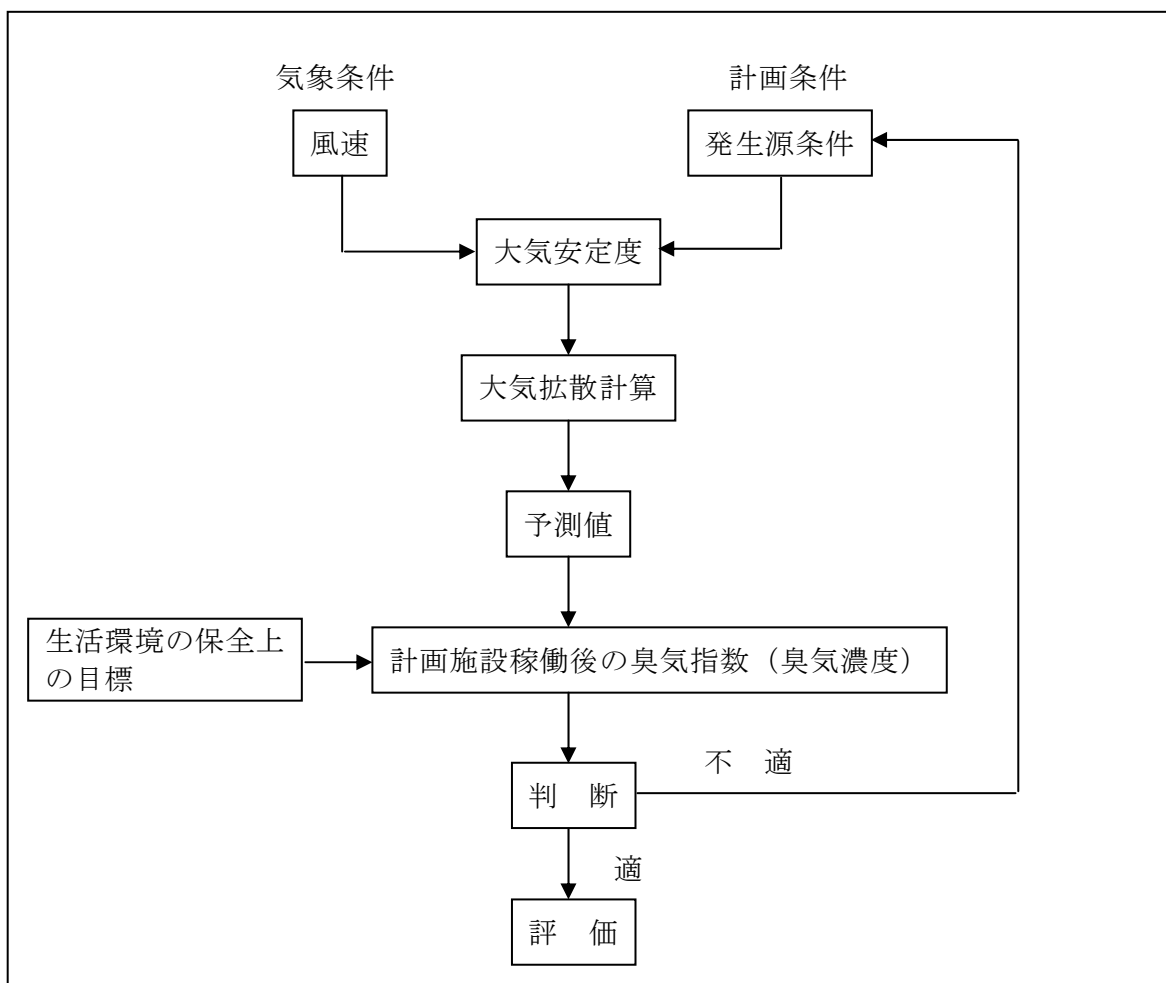 気象条件
計画条件
風速
発生源条件
大気安定度
大気拡散計算
予測値
生活環境の保全上
の目標
計画施設稼働後の臭気指数（臭気濃度）
不　適
判　断
適
評　価